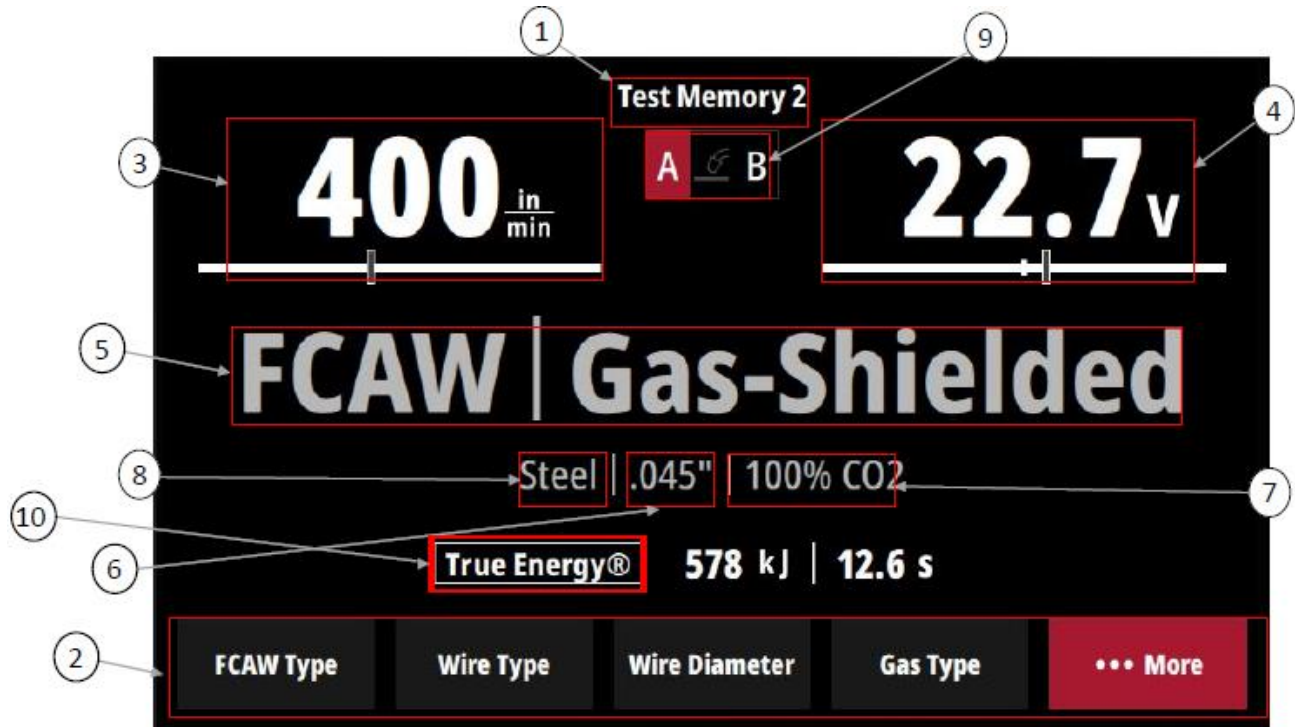 1
9
Test Memory 2
4
3
400 in/min
A B
22.7 V
5
FCAW | Gas-Shielded
8
Steel | .045" | 100% CO2
7
10
6
True Energy® 578 kJ | 12.6 s
2
FCAW Type Wire Type Wire Diameter Gas Type ••• More